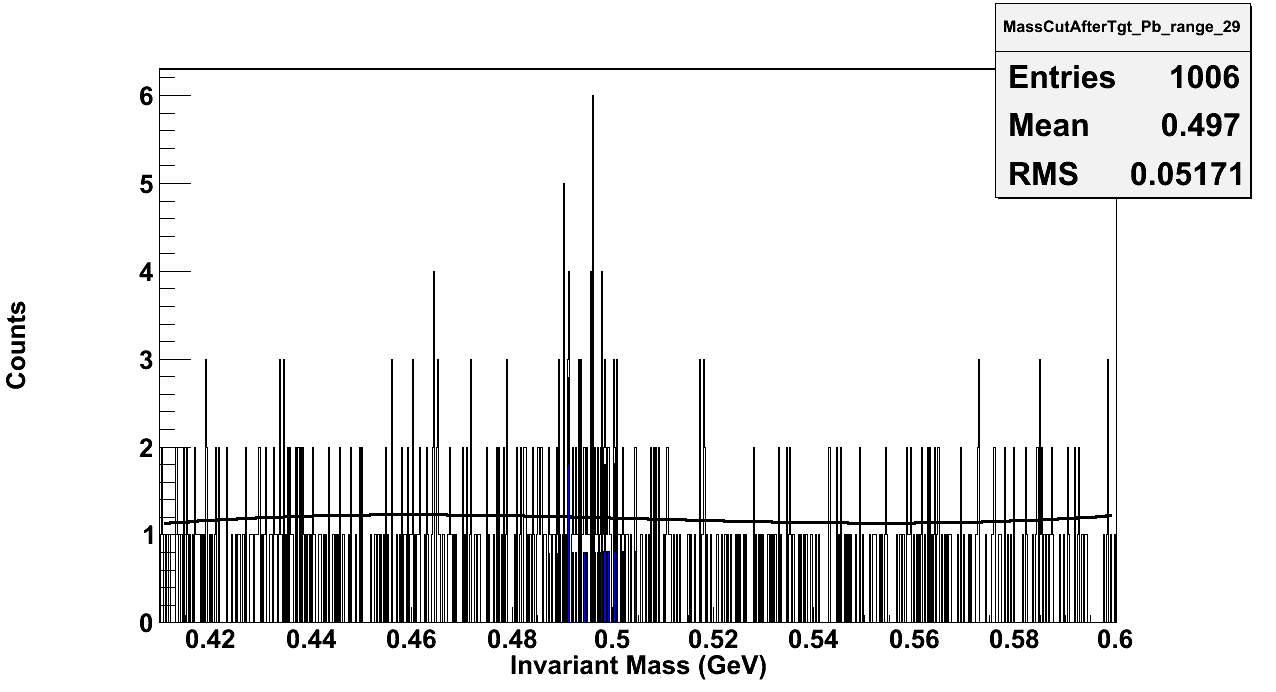 MassCutAfterTgt_Pb_range_29
Entries 1006
Mean 0.497
RMS 0.05171
6
5
4
3
2
1
0
Counts
0.42 0.44 0.46 0.48 0.5 0.52 0.54 0.56 0.58 0.6
Invariant Mass (GeV)